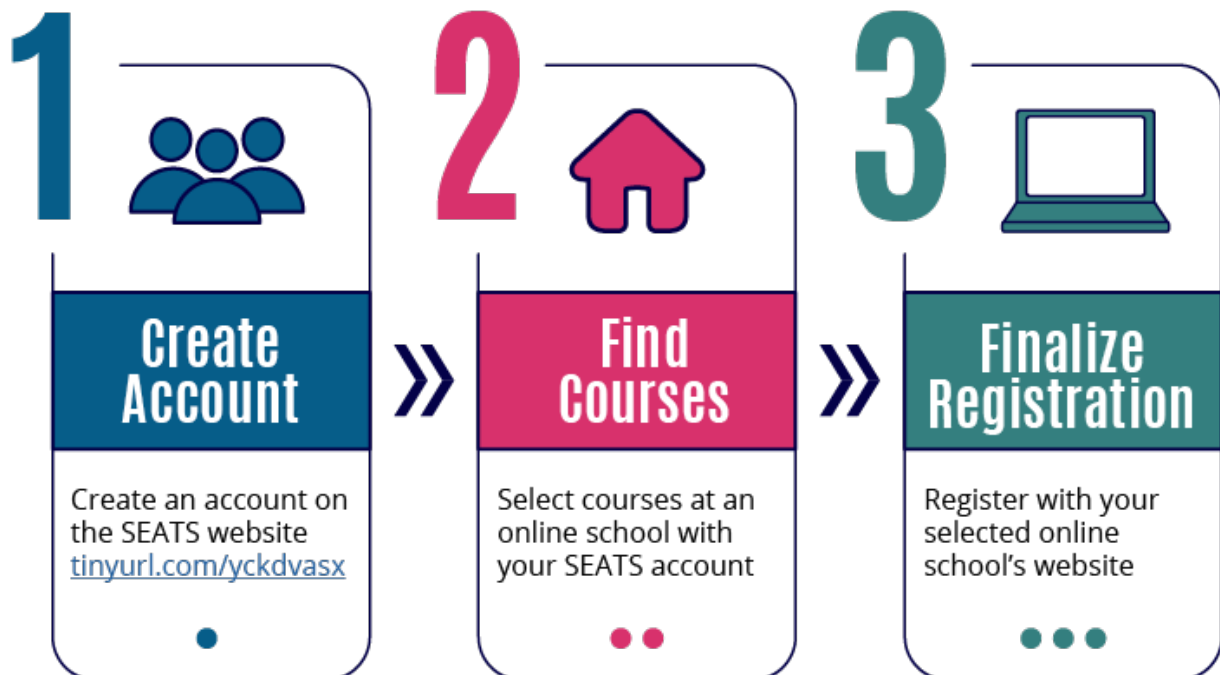 1
Create
Account
Create an account on
the SEATS website
tinyurl.com/yckdvasx
2
Find
Courses
Select courses at an
online school with
your SEATS account
3
Finalize
Registration
Register with your
selected online
school's website